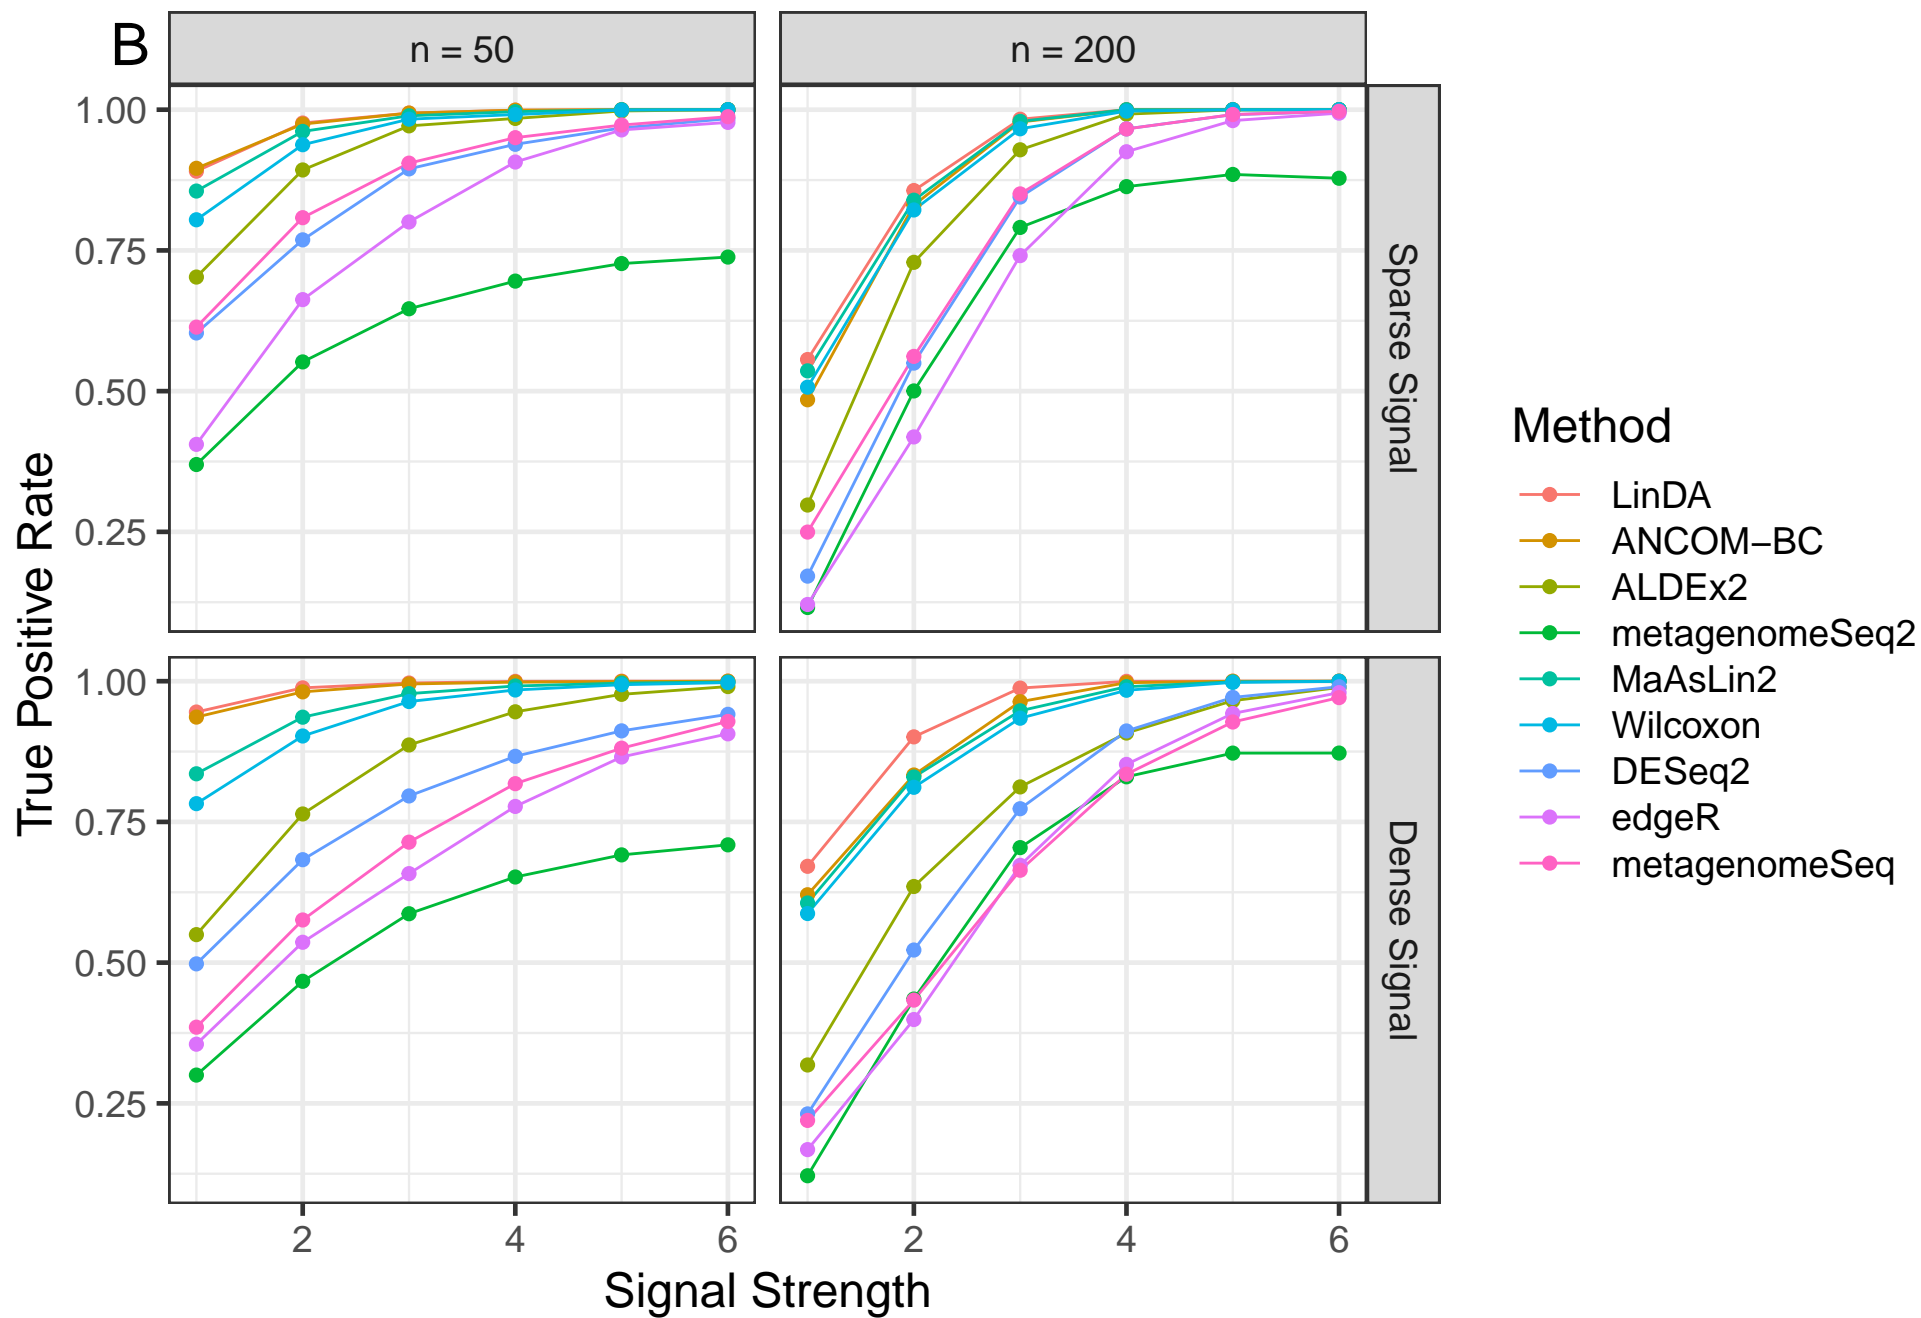 B
n = 50
n = 200
1.00
0.75
0.50
0.25
Sparse Signal
1.00
0.75
0.50
0.25
Dense Signal
2
4
6
2
4
6
True Positive Rate
Signal Strength
Method
LinDA
ANCOM−BC
ALDEx2
metagenomeSeq2
MaAsLin2
Wilcoxon
DESeq2
edgeR
metagenomeSeq